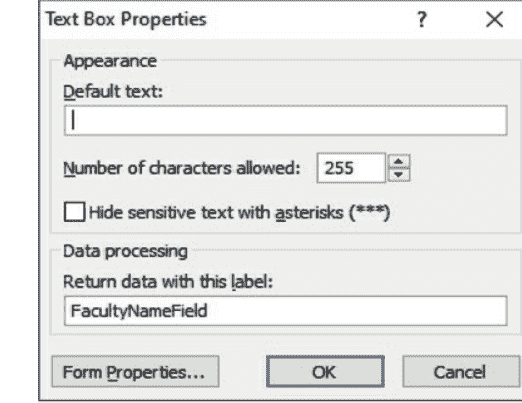 Text Box Properties ? ×
Appearance
Default text:
Number of characters allowed: 255
Hide sensitive text with asterisks (***)
Data processing
Return data with this label:
FacultyNameField
Form Properties... OK Cancel